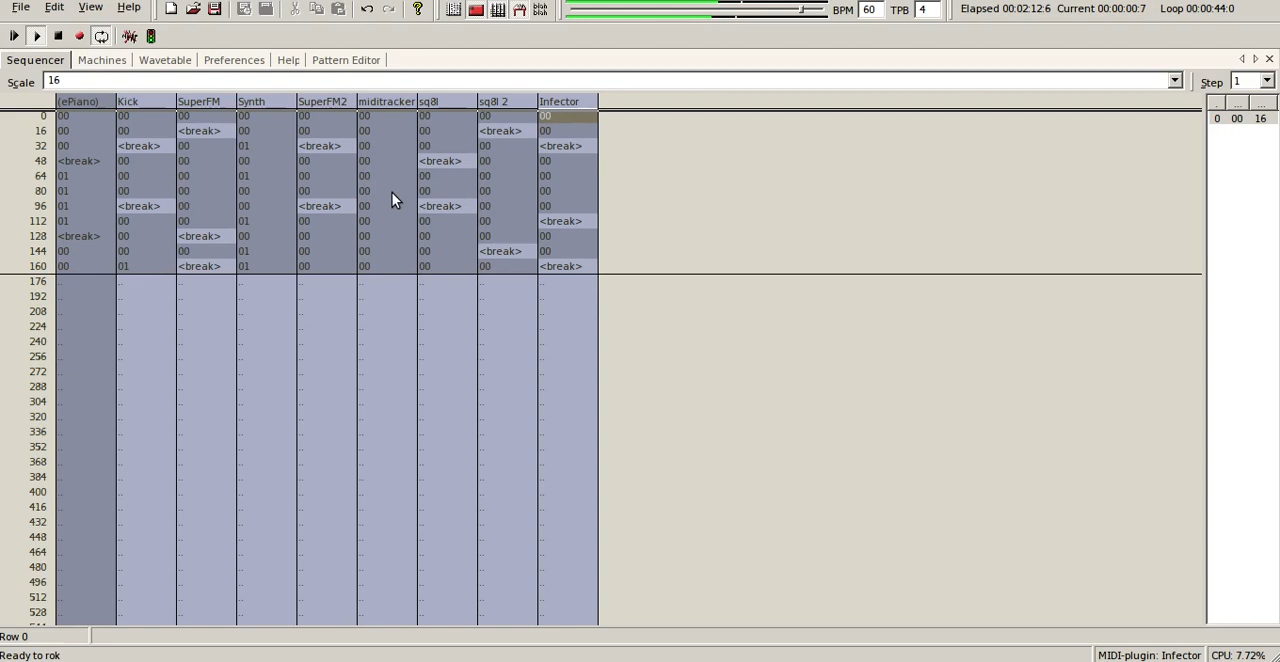 File Edit View Help BPM 60 TPB 4 Elapsed 00:02:12:6 Current 00:00:00:7 Loop 00:00:44:0
Sequencer Machines Wavetable Preferences Help Pattern Editor
Scale 16 Step 1
(ePiano) Kick SuperFM Synth SuperFM2 miditracker sq8l sq8l 2 Infector . ... ...
0 00 00 00 00 00 00 00 00 00 0 00 16
16 00 00 <break> 00 00 00 00 <break> 00
32 00 <break> 00 01 <break> 00 00 00 <break>
48 <break> 00 00 00 00 00 <break> 00 00
64 01 00 00 01 00 00 00 00 00
80 01 00 00 00 00 00 00 00 00
96 01 <break> 00 00 <break> 00 <break> 00 00
112 01 00 00 01 00 00 00 00 <break>
128 <break> 00 <break> 00 00 00 00 00 00
144 00 00 00 01 00 00 00 <break> 00
160 00 01 <break> 01 00 00 00 00 <break>
176 .. .. .. .. .. .. .. .. ..
192 .. .. .. .. .. .. .. .. ..
208 .. .. .. .. .. .. .. .. ..
224 .. .. .. .. .. .. .. .. ..
240 .. .. .. .. .. .. .. .. ..
256 .. .. .. .. .. .. .. .. ..
272 .. .. .. .. .. .. .. .. ..
288 .. .. .. .. .. .. .. .. ..
304 .. .. .. .. .. .. .. .. ..
320 .. .. .. .. .. .. .. .. ..
336 .. .. .. .. .. .. .. .. ..
352 .. .. .. .. .. .. .. .. ..
368 .. .. .. .. .. .. .. .. ..
384 .. .. .. .. .. .. .. .. ..
400 .. .. .. .. .. .. .. .. ..
416 .. .. .. .. .. .. .. .. ..
432 .. .. .. .. .. .. .. .. ..
448 .. .. .. .. .. .. .. .. ..
464 .. .. .. .. .. .. .. .. ..
480 .. .. .. .. .. .. .. .. ..
496 .. .. .. .. .. .. .. .. ..
512 .. .. .. .. .. .. .. .. ..
528 .. .. .. .. .. .. .. .. ..
Row 0
Ready to rok MIDI-plugin: Infector CPU: 7.72%